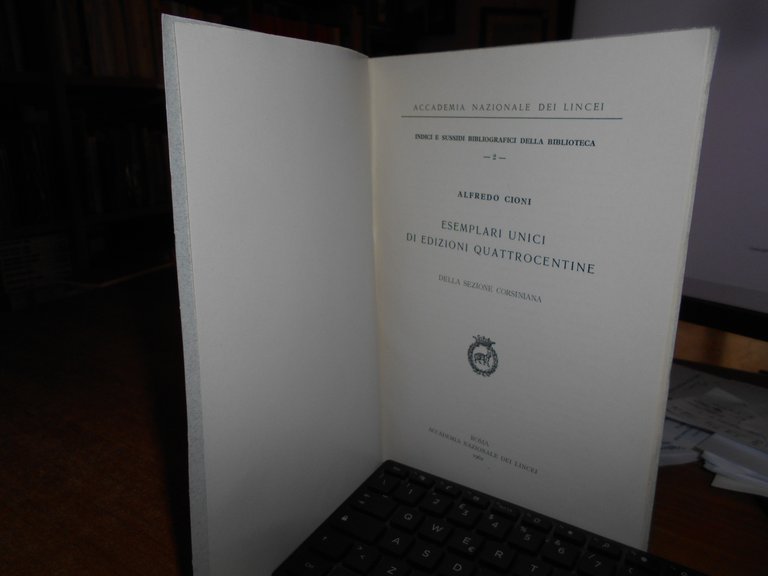 ACCADEMIA NAZIONALE DEI LINCEI
INDICI E SUSSIDI BIBLIOGRAFICI DELLA BIBLIOTECA
— 2 —
ALFREDO CIONI
ESEMPLARI UNICI
DI EDIZIONI QUATTROCENTINE
DELLA SEZIONE CORSINIANA
ROMA
ACCADEMIA NAZIONALE DEI LINCEI
Q W E R
A S D